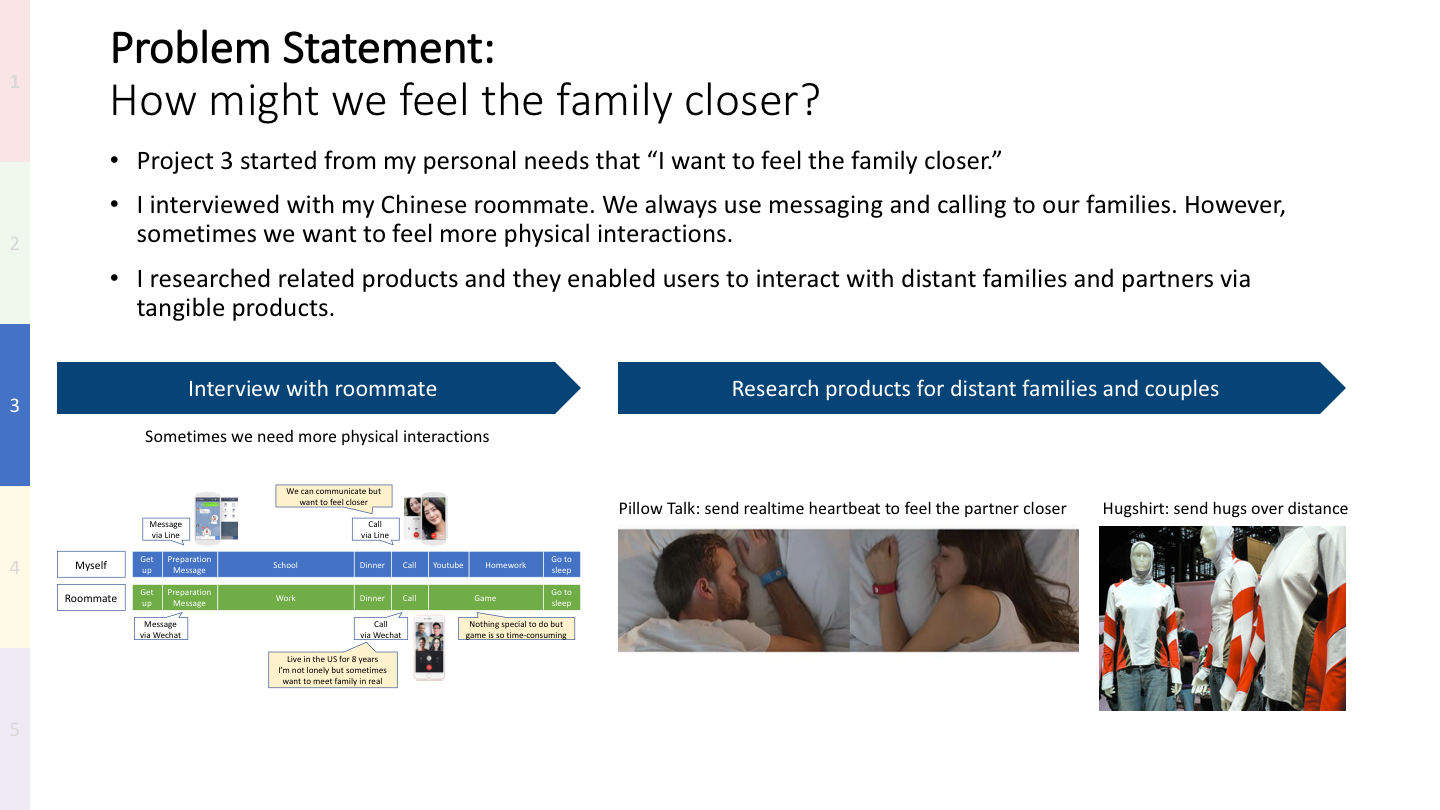 Problem Statement:
How might we feel the family closer?
• Project 3 started from my personal needs that “I want to feel the family closer.”
• I interviewed with my Chinese roommate. We always use messaging and calling to our families. However,
sometimes we want to feel more physical interactions.
• I researched related products and they enabled users to interact with distant families and partners via
tangible products.
1
2
3
4
5
Interview with roommate
Sometimes we need more physical interactions
We can communicate but
want to feel closer
Message
via Line
Call
via Line
Myself
Get
up
Preparation
Message
School
Dinner
Call
Youtube
Homework
Go to
sleep
Roommate
Get
up
Preparation
Message
Work
Dinner
Call
Game
Go to
sleep
Message
via Wechat
Call
via Wechat
Nothing special to do but
game is so time-consuming
Live in the US for 8 years
I’m not lonely but sometimes
want to meet family in real
Research products for distant families and couples
Pillow Talk: send realtime heartbeat to feel the partner closer
Hugshirt: send hugs over distance